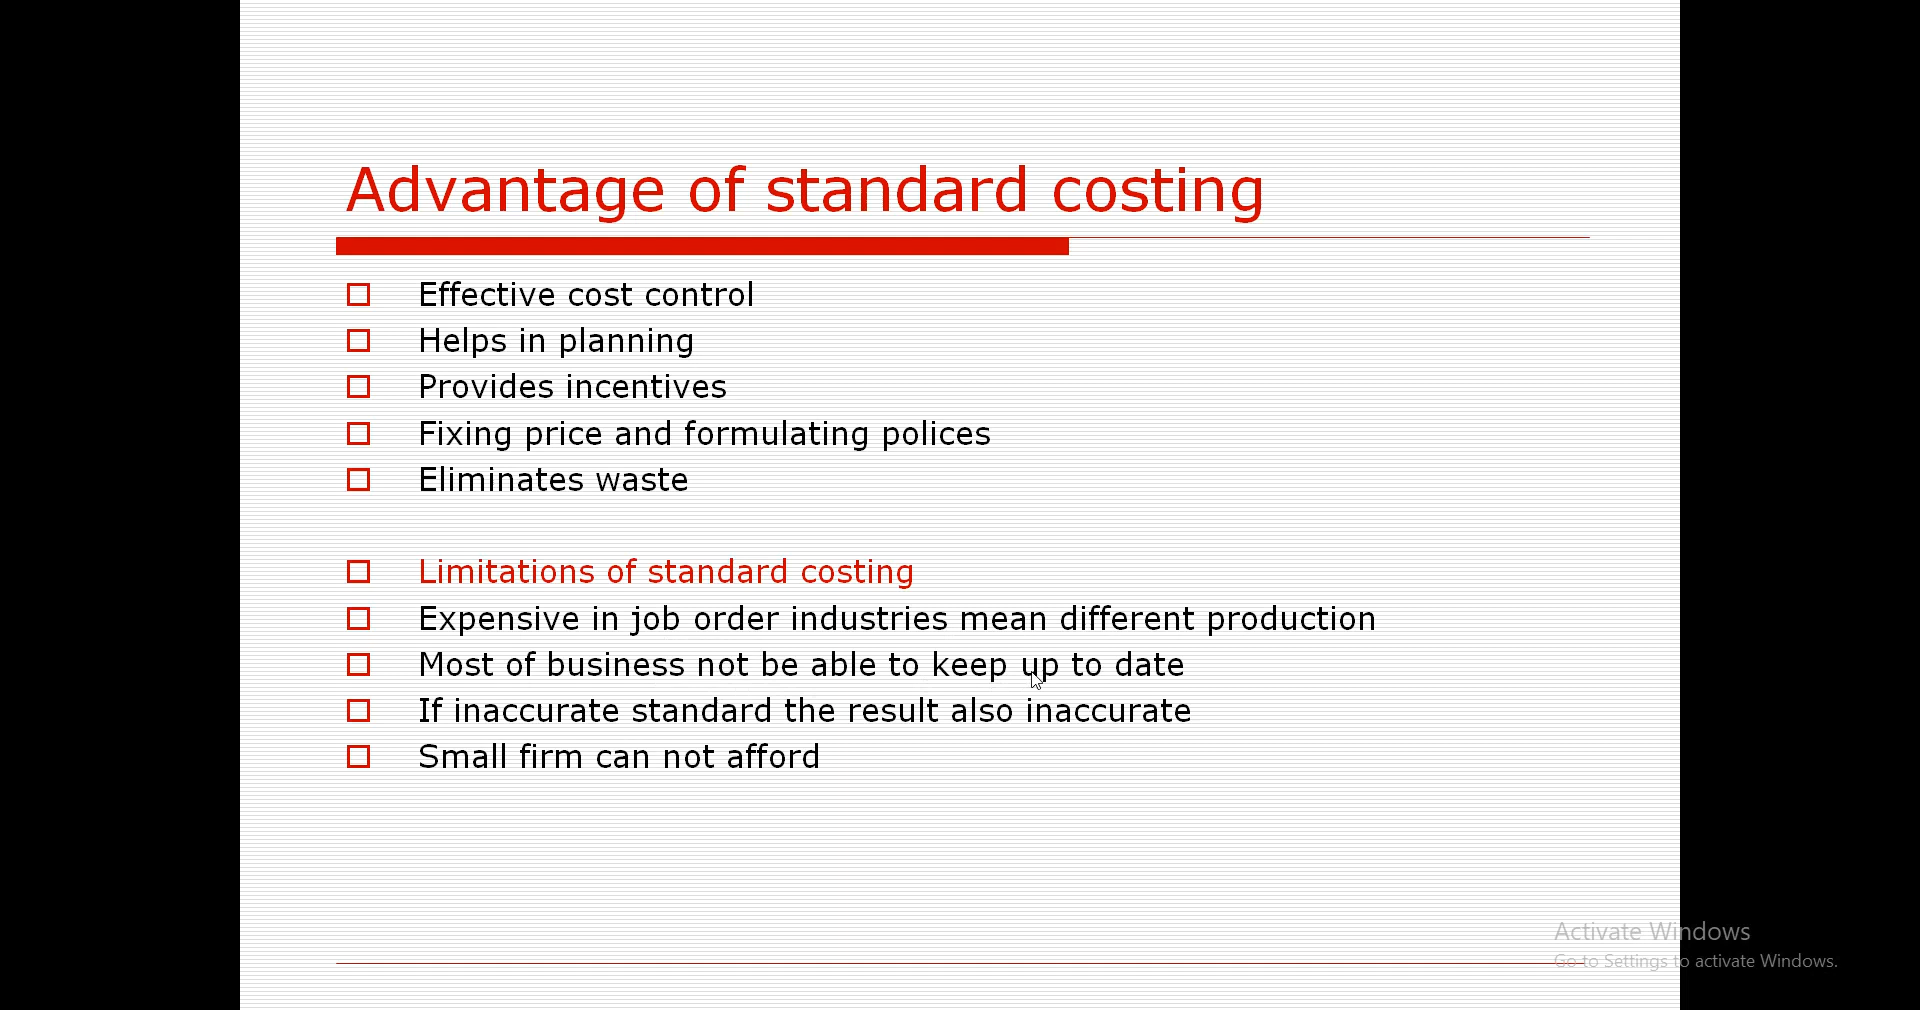 Advantage of standard costing
Effective cost control
Helps in planning
Provides incentives
Fixing price and formulating polices
Eliminates waste
Limitations of standard costing
Expensive in job order industries mean different production
Most of business not be able to keep up to date
If inaccurate standard the result also inaccurate
Small firm can not afford
Activate Windows
Go to Settings to activate Windows.